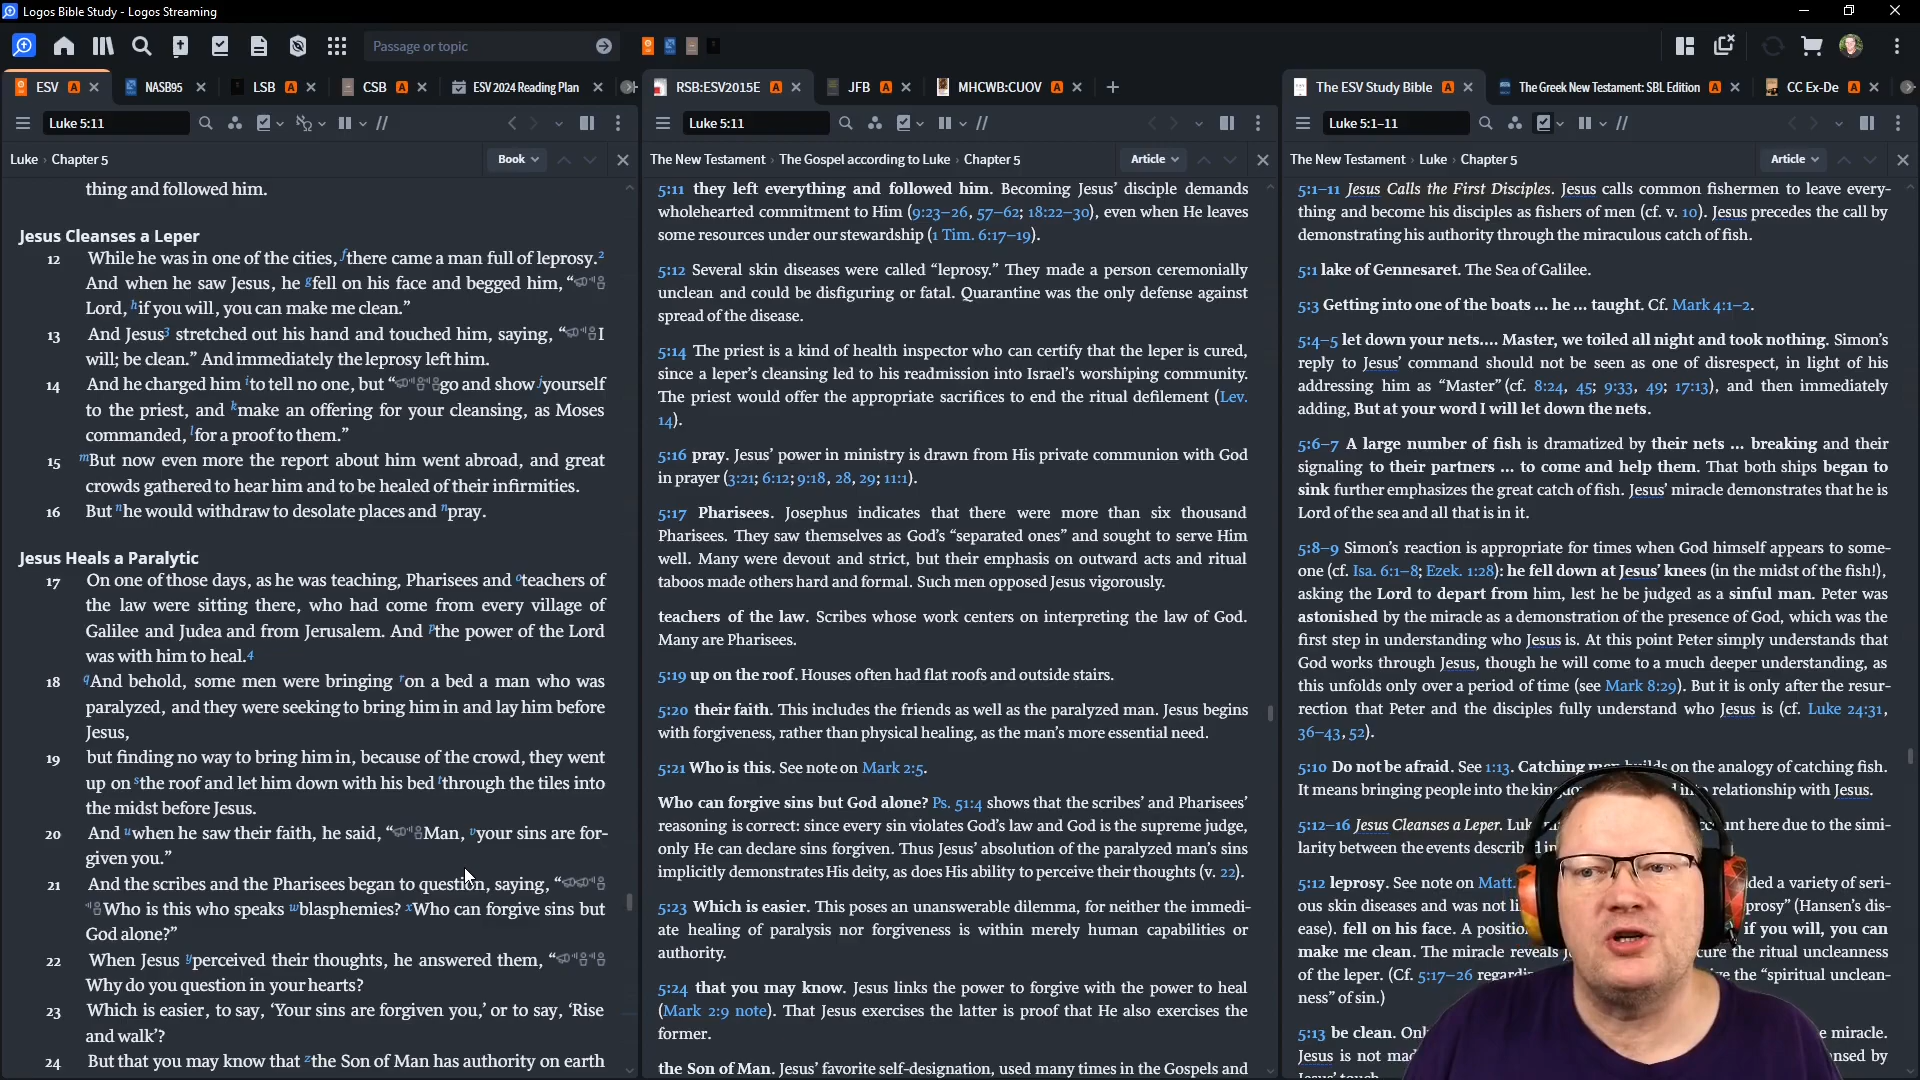 Logos Bible Study - Logos Streaming
Passage or topic
ESV A
NASB95
LSB A
CSB A
ESV 2024 Reading Plan
RSB:ESV2015E A
JFB A
MHCWB:CUOV A
The ESV Study Bible A
The Greek New Testament: SBL Edition A
CC Ex-De A
Luke 5:11
Luke › Chapter 5
Book
thing and followed him.
Jesus Cleanses a Leper
12 While he was in one of the cities, fthere came a man full of leprosy.2
And when he saw Jesus, he gfell on his face and begged him, “
Lord, hif you will, you can make me clean.”
13 And Jesus3 stretched out his hand and touched him, saying, “I
will; be clean.” And immediately the leprosy left him.
14 And he charged him ito tell no one, but “go and show jyourself
to the priest, and kmake an offering for your cleansing, as Moses
commanded, lfor a proof to them.”
15 mBut now even more the report about him went abroad, and great
crowds gathered to hear him and to be healed of their infirmities.
16 But nhe would withdraw to desolate places and npray.
Jesus Heals a Paralytic
17 On one of those days, as he was teaching, Pharisees and oteachers of
the law were sitting there, who had come from every village of
Galilee and Judea and from Jerusalem. And pthe power of the Lord
was with him to heal.4
18 qAnd behold, some men were bringing ron a bed a man who was
paralyzed, and they were seeking to bring him in and lay him before
Jesus,
19 but finding no way to bring him in, because of the crowd, they went
up on sthe roof and let him down with his bed tthrough the tiles into
the midst before Jesus.
20 And uwhen he saw their faith, he said, “Man, vyour sins are for-
given you.”
21 And the scribes and the Pharisees began to question, saying, “
Who is this who speaks wblasphemies? xWho can forgive sins but
God alone?”
22 When Jesus yperceived their thoughts, he answered them, “
Why do you question in your hearts?
23 Which is easier, to say, ‘Your sins are forgiven you,’ or to say, ‘Rise
and walk’?
24 But that you may know that zthe Son of Man has authority on earth
Luke 5:11
The New Testament › The Gospel according to Luke › Chapter 5
Article
5:11 they left everything and followed him. Becoming Jesus’ disciple demands
wholehearted commitment to Him (9:23–26, 57–62; 18:22–30), even when He leaves
some resources under our stewardship (1 Tim. 6:17–19).
5:12 Several skin diseases were called “leprosy.” They made a person ceremonially
unclean and could be disfiguring or fatal. Quarantine was the only defense against
spread of the disease.
5:14 The priest is a kind of health inspector who can certify that the leper is cured,
since a leper’s cleansing led to his readmission into Israel’s worshiping community.
The priest would offer the appropriate sacrifices to end the ritual defilement (Lev.
14).
5:16 pray. Jesus’ power in ministry is drawn from His private communion with God
in prayer (3:21; 6:12; 9:18, 28, 29; 11:1).
5:17 Pharisees. Josephus indicates that there were more than six thousand
Pharisees. They saw themselves as God’s “separated ones” and sought to serve Him
well. Many were devout and strict, but their emphasis on outward acts and ritual
taboos made others hard and formal. Such men opposed Jesus vigorously.
teachers of the law. Scribes whose work centers on interpreting the law of God.
Many are Pharisees.
5:19 up on the roof. Houses often had flat roofs and outside stairs.
5:20 their faith. This includes the friends as well as the paralyzed man. Jesus begins
with forgiveness, rather than physical healing, as the man’s more essential need.
5:21 Who is this. See note on Mark 2:5.
Who can forgive sins but God alone? Ps. 51:4 shows that the scribes’ and Pharisees’
reasoning is correct: since every sin violates God’s law and God is the supreme judge,
only He can declare sins forgiven. Thus Jesus’ absolution of the paralyzed man’s sins
implicitly demonstrates His deity, as does His ability to perceive their thoughts (v. 22).
5:23 Which is easier. This poses an unanswerable dilemma, for neither the immedi-
ate healing of paralysis nor forgiveness is within merely human capabilities or
authority.
5:24 that you may know. Jesus links the power to forgive with the power to heal
(Mark 2:9 note). That Jesus exercises the latter is proof that He also exercises the
former.
the Son of Man. Jesus’ favorite self-designation, used many times in the Gospels and
Luke 5:1–11
The New Testament › Luke › Chapter 5
Article
5:1–11 Jesus Calls the First Disciples. Jesus calls common fishermen to leave every-
thing and become his disciples as fishers of men (cf. v. 10). Jesus precedes the call by
demonstrating his authority through the miraculous catch of fish.
5:1 lake of Gennesaret. The Sea of Galilee.
5:3 Getting into one of the boats ... he ... taught. Cf. Mark 4:1–2.
5:4–5 let down your nets.... Master, we toiled all night and took nothing. Simon’s
reply to Jesus’ command should not be seen as one of disrespect, in light of his
addressing him as “Master” (cf. 8:24, 45; 9:33, 49; 17:13), and then immediately
adding, But at your word I will let down the nets.
5:6–7 A large number of fish is dramatized by their nets ... breaking and their
signaling to their partners ... to come and help them. That both ships began to
sink further emphasizes the great catch of fish. Jesus’ miracle demonstrates that he is
Lord of the sea and all that is in it.
5:8–9 Simon’s reaction is appropriate for times when God himself appears to some-
one (cf. Isa. 6:1–8; Ezek. 1:28): he fell down at Jesus’ knees (in the midst of the fish!),
asking the Lord to depart from him, lest he be judged as a sinful man. Peter was
astonished by the miracle as a demonstration of the presence of God, which was the
first step in understanding who Jesus is. At this point Peter simply understands that
God works through Jesus, though he will come to a much deeper understanding, as
this unfolds only over a period of time (see Mark 8:29). But it is only after the resur-
rection that Peter and the disciples fully understand who Jesus is (cf. Luke 24:31,
36–43, 52).
5:10 Do not be afraid. See 1:13. Catching on the analogy of catching fish.
It means bringing people into the relationship with Jesus.
5:12–16 Jesus Cleanses a Leper. here due to the simi-
larity between the events
5:12 leprosy. See note on Matt. a variety of seri-
ous skin diseases and was not (Hansen’s dis-
ease). fell on his face. A if you will, you can
make me clean. The miracle reveals the ritual uncleanness
of the leper. (Cf. 5:17–26 the “spiritual unclean-
ness” of sin.)
5:13 be clean. miracle.
Jesus is not by